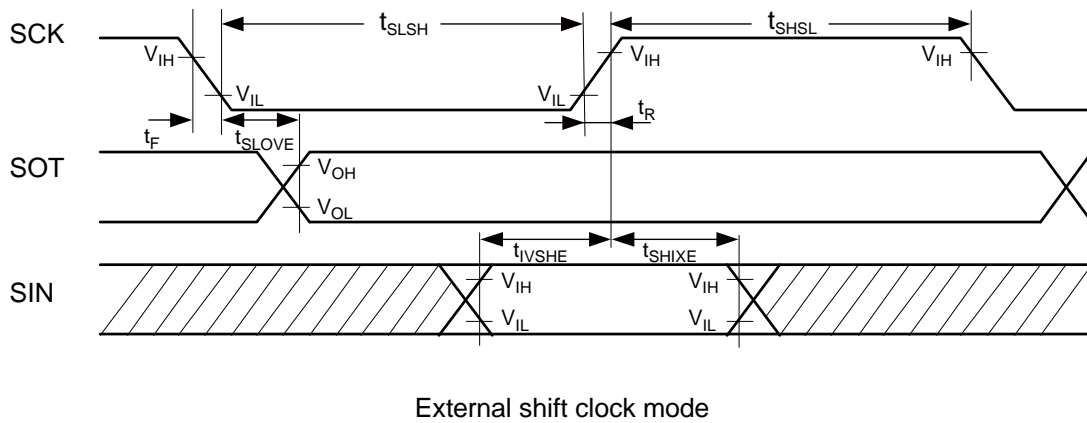 SCK
tSLSH
tSHSL
VIH
VIL
VIL
VIH
VIH
tF
tSLOVE
tR
SOT
VOH
VOL
tIVSHE
tSHIXE
SIN
VIH
VIL
VIH
VIL
External shift clock mode